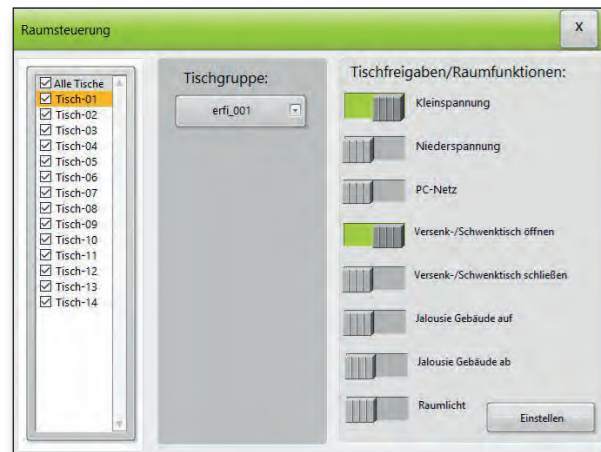 Raumsteuerung
X
Alle Tische
Tisch-01
Tisch-02
Tisch-03
Tisch-04
Tisch-05
Tisch-06
Tisch-07
Tisch-08
Tisch-09
Tisch-10
Tisch-11
Tisch-12
Tisch-13
Tisch-14
Tischgruppe:
erfi_001
Tischfreigaben/Raumfunktionen:
Kleinspannung
Niederspannung
PC-Netz
Versenk-/Schwenktisch öffnen
Versenk-/Schwenktisch schließen
Jalousie Gebäude auf
Jalousie Gebäude ab
Raumlicht
Einstellen